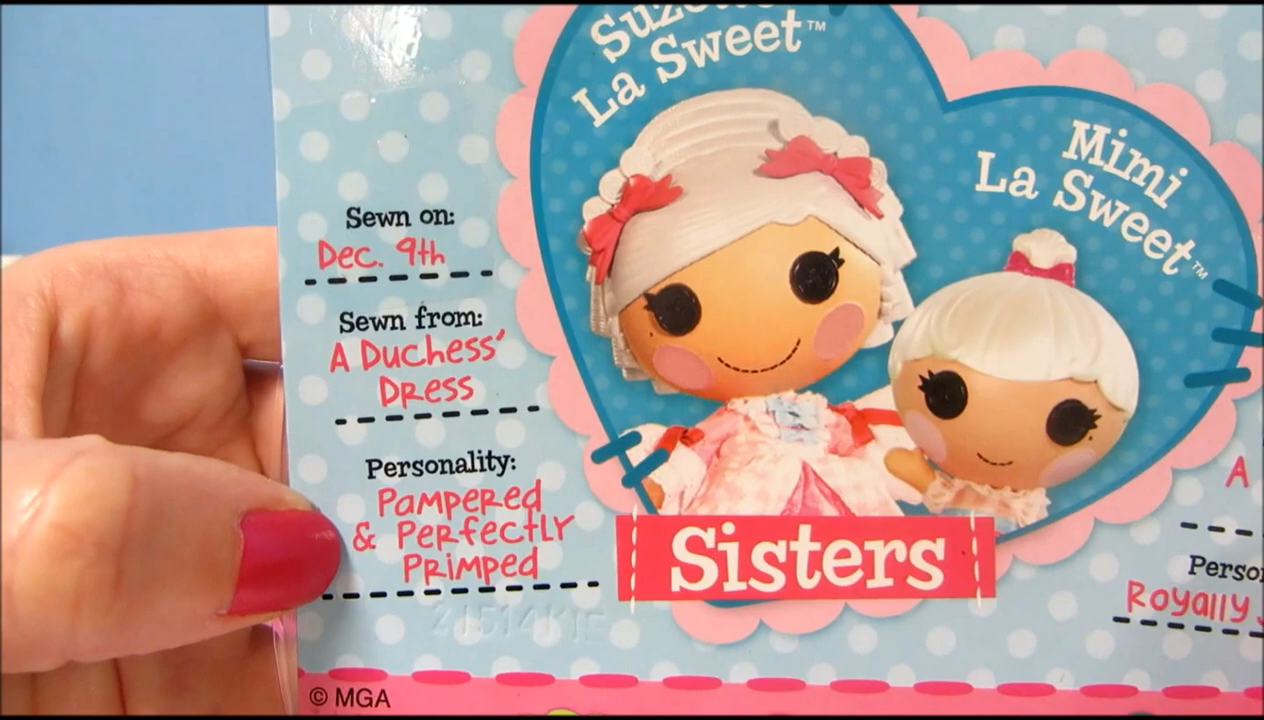 Suzette
La Sweet™
Mimi
La Sweet™
Sewn on:
Dec. 9th
Sewn from:
A Duchess'
Dress
Personality:
Pampered
& Perfectly
Primped
Sisters
A
Royally
© MGA